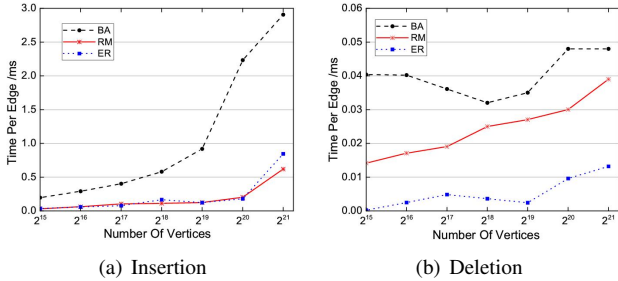 3.0
2.5
2.0
1.5
1.0
0.5
0.0
Time Per Edge /ms
BA
RM
ER
2^15 2^16 2^17 2^18 2^19 2^20 2^21
Number Of Vertices
(a) Insertion
0.06
0.05
0.04
0.03
0.02
0.01
0.00
Time Per Edge /ms
BA
RM
ER
2^15 2^16 2^17 2^18 2^19 2^20 2^21
Number Of Vertices
(b) Deletion